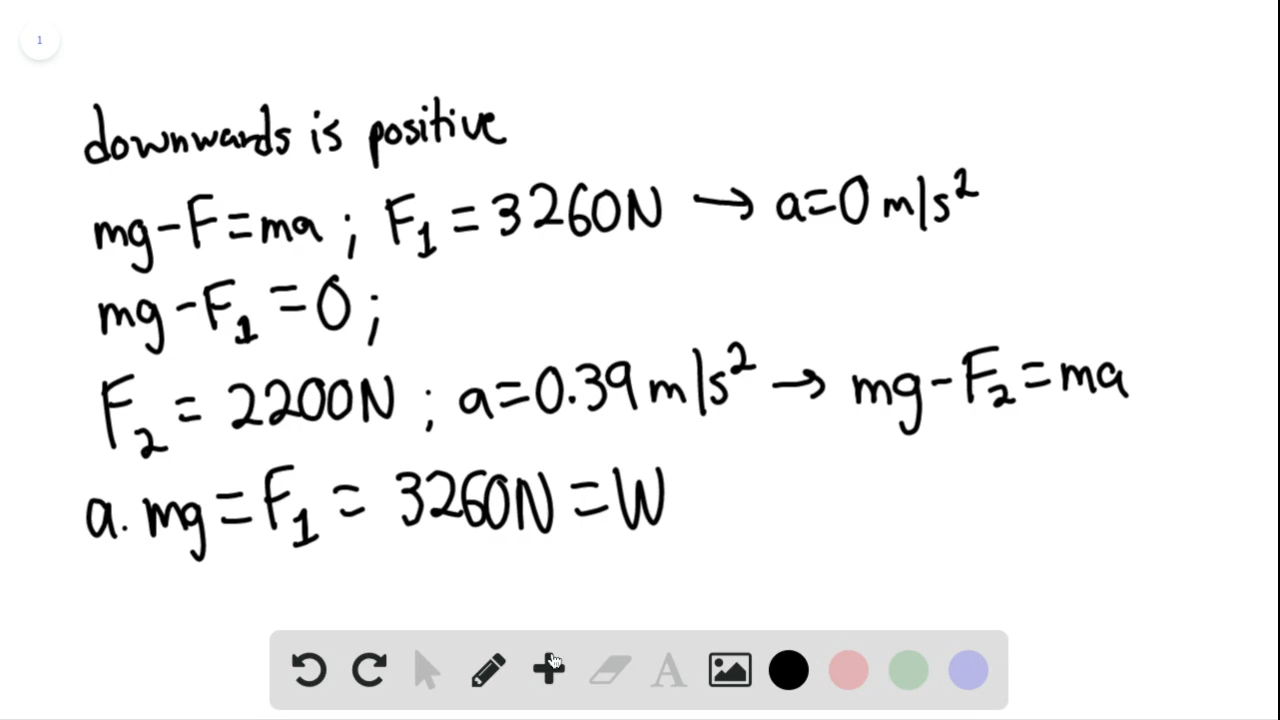 1
downwards is positive
mg-F=ma ; F₁ = 3260N → a=0 m/s²
mg-F₁ = 0 ;
F₂ = 2200N ; a=0.39 m/s² → mg-F₂=ma
a. mg = F₁ = 3260N = W
A